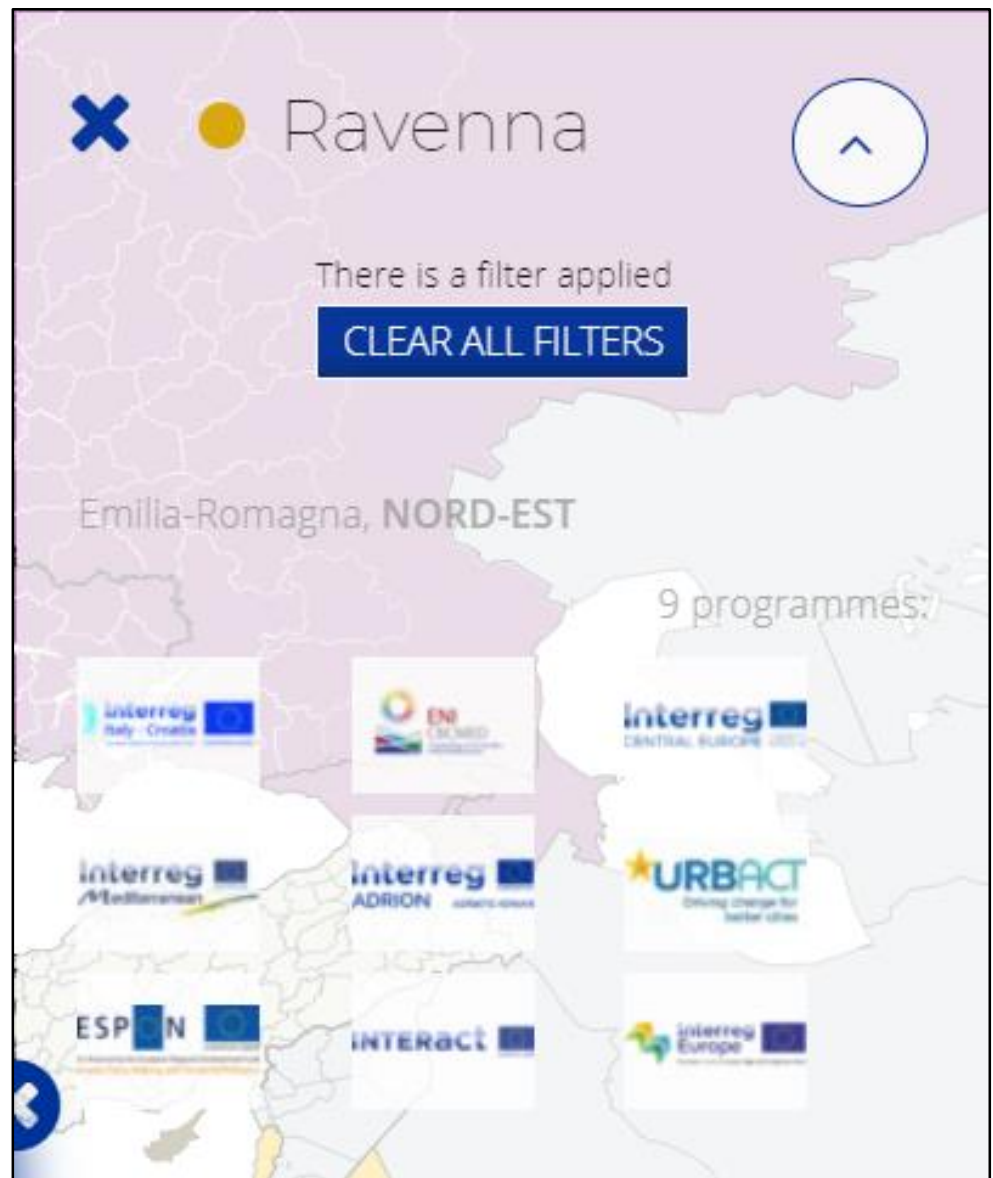 Ravenna
There is a filter applied
CLEAR ALL FILTERS
Emilia-Romagna, NORD-EST
9 programmes:
interreg
Italy - Croatia
ENI
CBCMED
interreg
CENTRAL EUROPE
interreg
Mediterranean
interreg
ADRION
URBACT
Driving change for
better cities
ESPON
INTERact
interreg
Europe